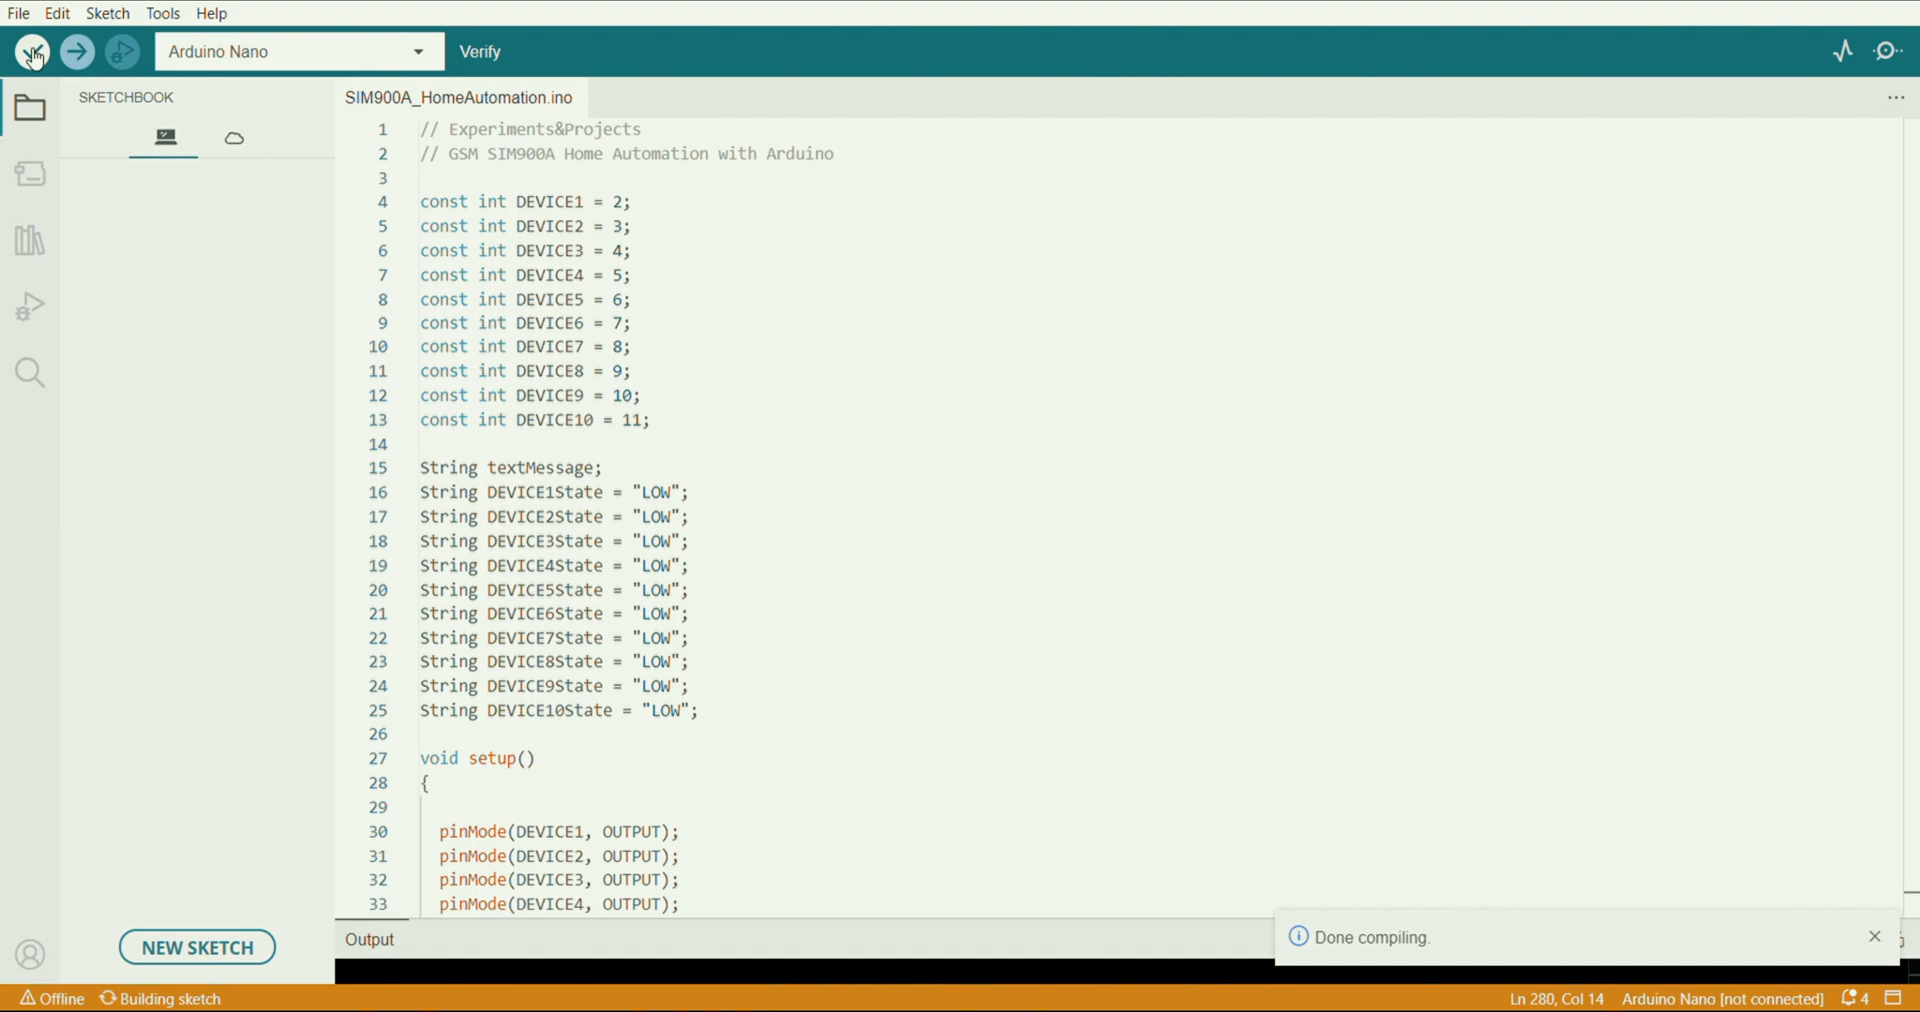 File Edit Sketch Tools Help
Arduino Nano Verify
SKETCHBOOK
SIM900A_HomeAutomation.ino
1 // Experiments&Projects
2 // GSM SIM900A Home Automation with Arduino
3
4 const int DEVICE1 = 2;
5 const int DEVICE2 = 3;
6 const int DEVICE3 = 4;
7 const int DEVICE4 = 5;
8 const int DEVICE5 = 6;
9 const int DEVICE6 = 7;
10 const int DEVICE7 = 8;
11 const int DEVICE8 = 9;
12 const int DEVICE9 = 10;
13 const int DEVICE10 = 11;
14
15 String textMessage;
16 String DEVICE1State = "LOW";
17 String DEVICE2State = "LOW";
18 String DEVICE3State = "LOW";
19 String DEVICE4State = "LOW";
20 String DEVICE5State = "LOW";
21 String DEVICE6State = "LOW";
22 String DEVICE7State = "LOW";
23 String DEVICE8State = "LOW";
24 String DEVICE9State = "LOW";
25 String DEVICE10State = "LOW";
26
27 void setup()
28 {
29
30 pinMode(DEVICE1, OUTPUT);
31 pinMode(DEVICE2, OUTPUT);
32 pinMode(DEVICE3, OUTPUT);
33 pinMode(DEVICE4, OUTPUT);
NEW SKETCH
Output
Done compiling.
Offline Building sketch
Ln 280, Col 14 Arduino Nano [not connected] 4